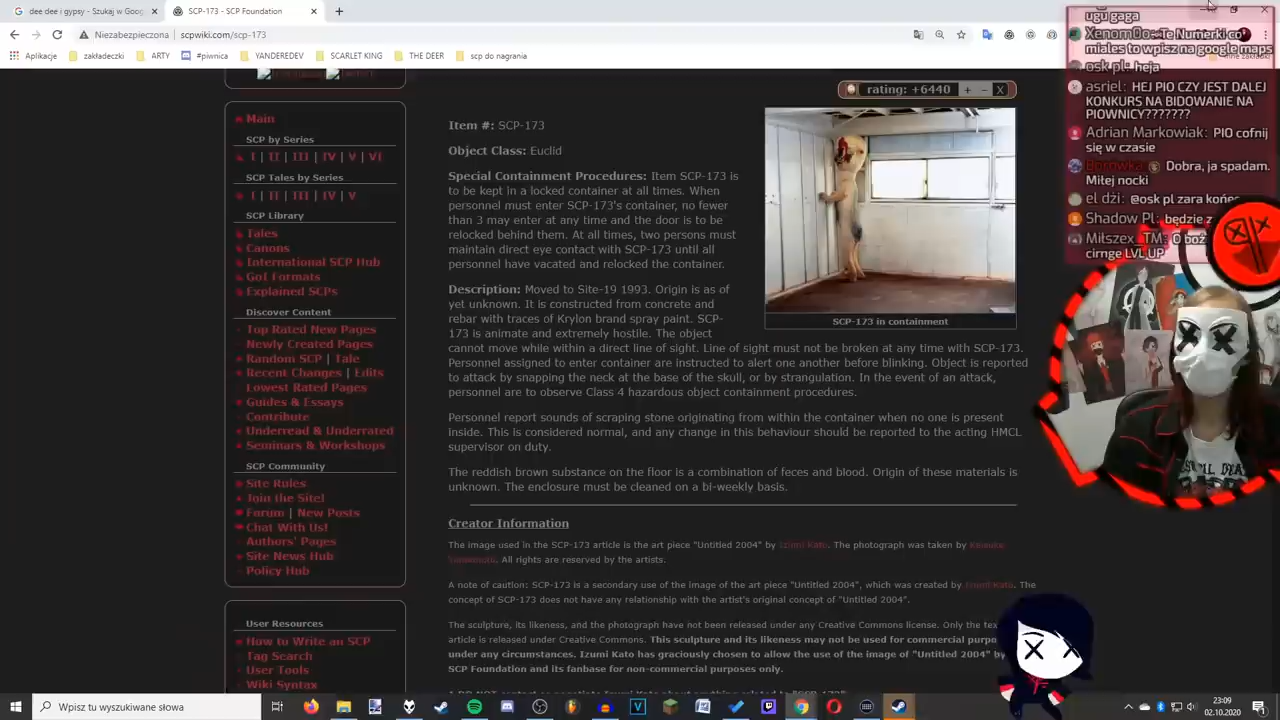 dee dee i gypsy - Szukaj w Goog
SCP-173 - SCP Foundation
Niezabezpieczona | scpwiki.com/scp-173
Aplikacje
zakładeczki
ARTY
#piwnica
YANDEREDEV
SCARLET KING
THE DEER
scp do nagrania
ugu gaga
Te Numerki co
miales to wpisz na google maps
osk pl: heja
asriel: HEJ PIO CZY JEST DALEJ
KONKURS NA BIDOWANIE NA
PIOWNICY???????
Adrian Markowiak: PIO cofnij
się w czasie
Borówka: Dobra, ja spadam.
Miłej nocki
el dżi: @osk pl zara końc
Shadow Pl: będzie z
Miłszex_TM: O boż
cirnge LVL UP
rating: +6440 + – X
Main
SCP by Series
I | II | III | IV | V | VI
SCP Tales by Series
I | II | III | IV | V
SCP Library
Tales
Canons
International SCP Hub
GoI Formats
Explained SCPs
Discover Content
Top Rated New Pages
Newly Created Pages
Random SCP | Tale
Recent Changes | Edits
Lowest Rated Pages
Guides & Essays
Contribute
Underread & Underrated
Seminars & Workshops
SCP Community
Site Rules
Join the Site!
Forum | New Posts
Chat With Us!
Authors' Pages
Site News Hub
Policy Hub
User Resources
How to Write an SCP
Tag Search
User Tools
Wiki Syntax
Item #: SCP-173
Object Class: Euclid
Special Containment Procedures: Item SCP-173 is
to be kept in a locked container at all times. When
personnel must enter SCP-173's container, no fewer
than 3 may enter at any time and the door is to be
relocked behind them. At all times, two persons must
maintain direct eye contact with SCP-173 until all
personnel have vacated and relocked the container.
SCP-173 in containment
Description: Moved to Site-19 1993. Origin is as of
yet unknown. It is constructed from concrete and
rebar with traces of Krylon brand spray paint. SCP-
173 is animate and extremely hostile. The object
cannot move while within a direct line of sight. Line of sight must not be broken at any time with SCP-173.
Personnel assigned to enter container are instructed to alert one another before blinking. Object is reported
to attack by snapping the neck at the base of the skull, or by strangulation. In the event of an attack,
personnel are to observe Class 4 hazardous object containment procedures.
Personnel report sounds of scraping stone originating from within the container when no one is present
inside. This is considered normal, and any change in this behaviour should be reported to the acting HMCL
supervisor on duty.
The reddish brown substance on the floor is a combination of feces and blood. Origin of these materials is
unknown. The enclosure must be cleaned on a bi-weekly basis.
Creator Information
The image used in the SCP-173 article is the art piece "Untitled 2004" by Izumi Kato. The photograph was taken by Keisuke
Yamamoto. All rights are reserved by the artists.
A note of caution: SCP-173 is a secondary use of the image of the art piece "Untitled 2004", which was created by Izumi Kato. The
concept of SCP-173 does not have any relationship with the artist's original concept of "Untitled 2004".
The sculpture, its likeness, and the photograph have not been released under any Creative Commons license. Only the tex
article is released under Creative Commons. This sculpture and its likeness may not be used for commercial purpo
under any circumstances. Izumi Kato has graciously chosen to allow the use of the image of "Untitled 2004" by
SCP Foundation and its fanbase for non-commercial purposes only.
Wpisz tu wyszukiwane słowa
23:09
02.10.2020